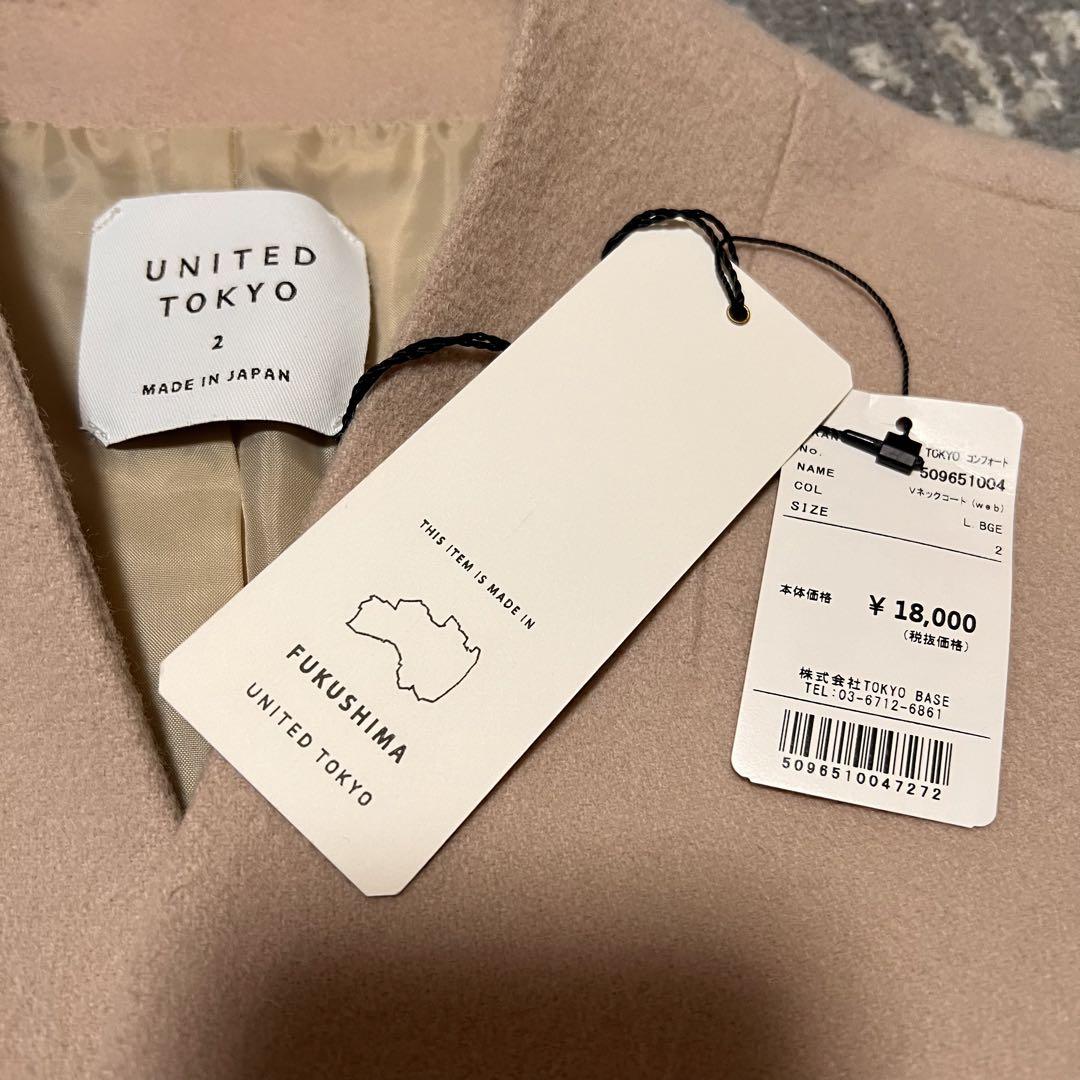 UNITED
TOKYO
2
MADE IN JAPAN
THIS ITEM IS MADE IN
FUKUSHIMA
UNITED TOKYO
TOKYO コンフォート
No. 509651004
NAME Vネックコート (web)
COL L.BGE
SIZE 2
本体価格 ¥ 18,000
(税抜価格)
株式会社TOKYO BASE
TEL:03-6712-6861
5096510047272